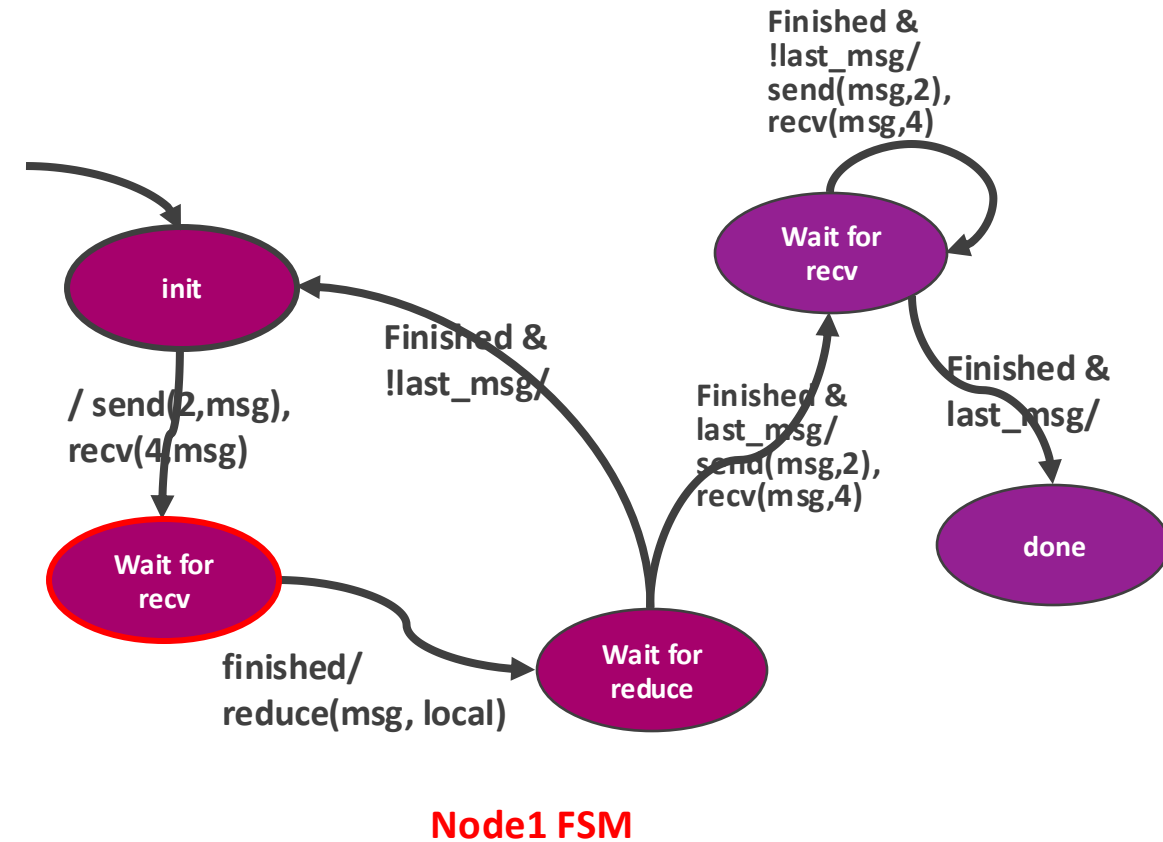 Finished &
!last_msg/
send(msg,2),
recv(msg,4)
Wait for
recv
init
Finished &
!last_msg/
Finished &
last_msg/
/ send(2,msg),
recv(4,msg)
Finished &
last_msg/
send(msg,2),
recv(msg,4)
Wait for
recv
done
finished/
reduce(msg, local)
Wait for
reduce
Node1 FSM